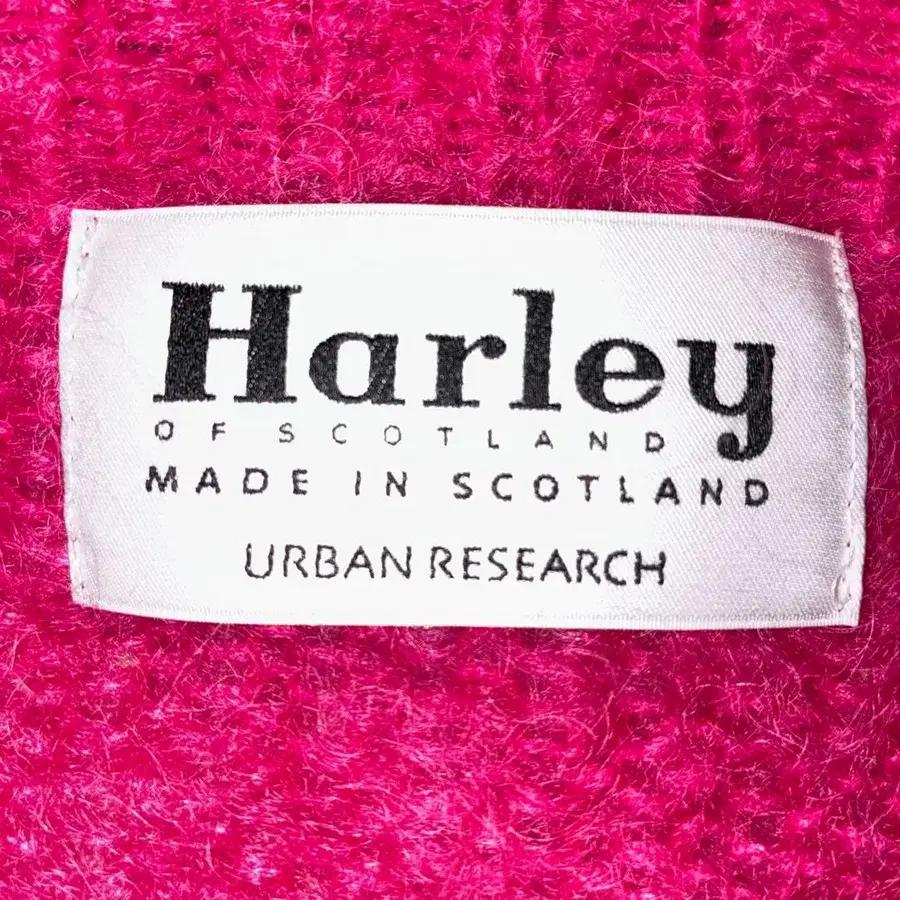 Harley
OF SCOTLAND
MADE IN SCOTLAND
URBAN RESEARCH